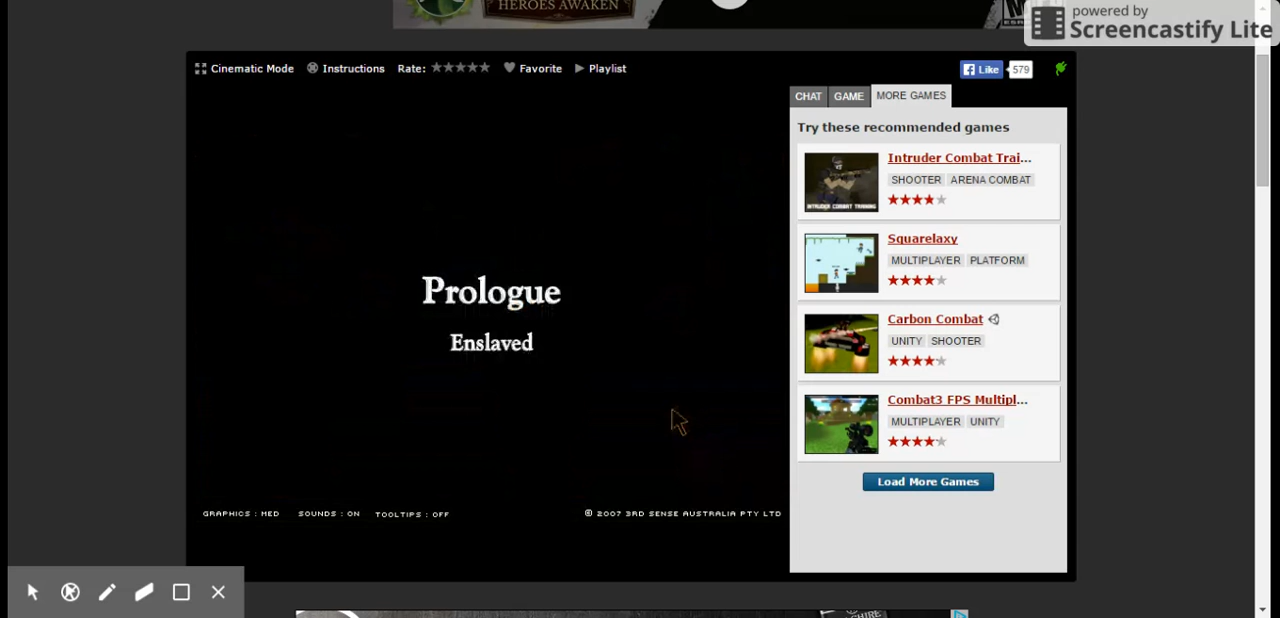 HEROES AWAKEN
powered by
Screencastify Lite
Cinematic Mode Instructions Rate: Favorite Playlist
Like 579
CHAT GAME MORE GAMES
Try these recommended games
Intruder Combat Trai...
SHOOTER ARENA COMBAT
INTRUDER COMBAT TRAINING
Squarelaxy
MULTIPLAYER PLATFORM
Carbon Combat
UNITY SHOOTER
Combat3 FPS Multipl...
MULTIPLAYER UNITY
Load More Games
Prologue
Enslaved
GRAPHICS : MED SOUNDS : ON TOOLTIPS : OFF
© 2007 3RD SENSE AUSTRALIA PTY LTD